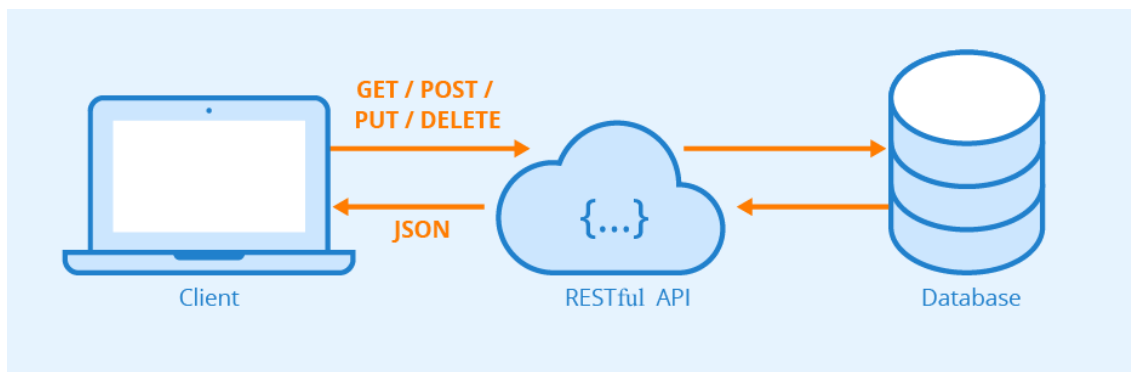 GET / POST /
PUT / DELETE
{...}
JSON
Client
RESTful API
Database